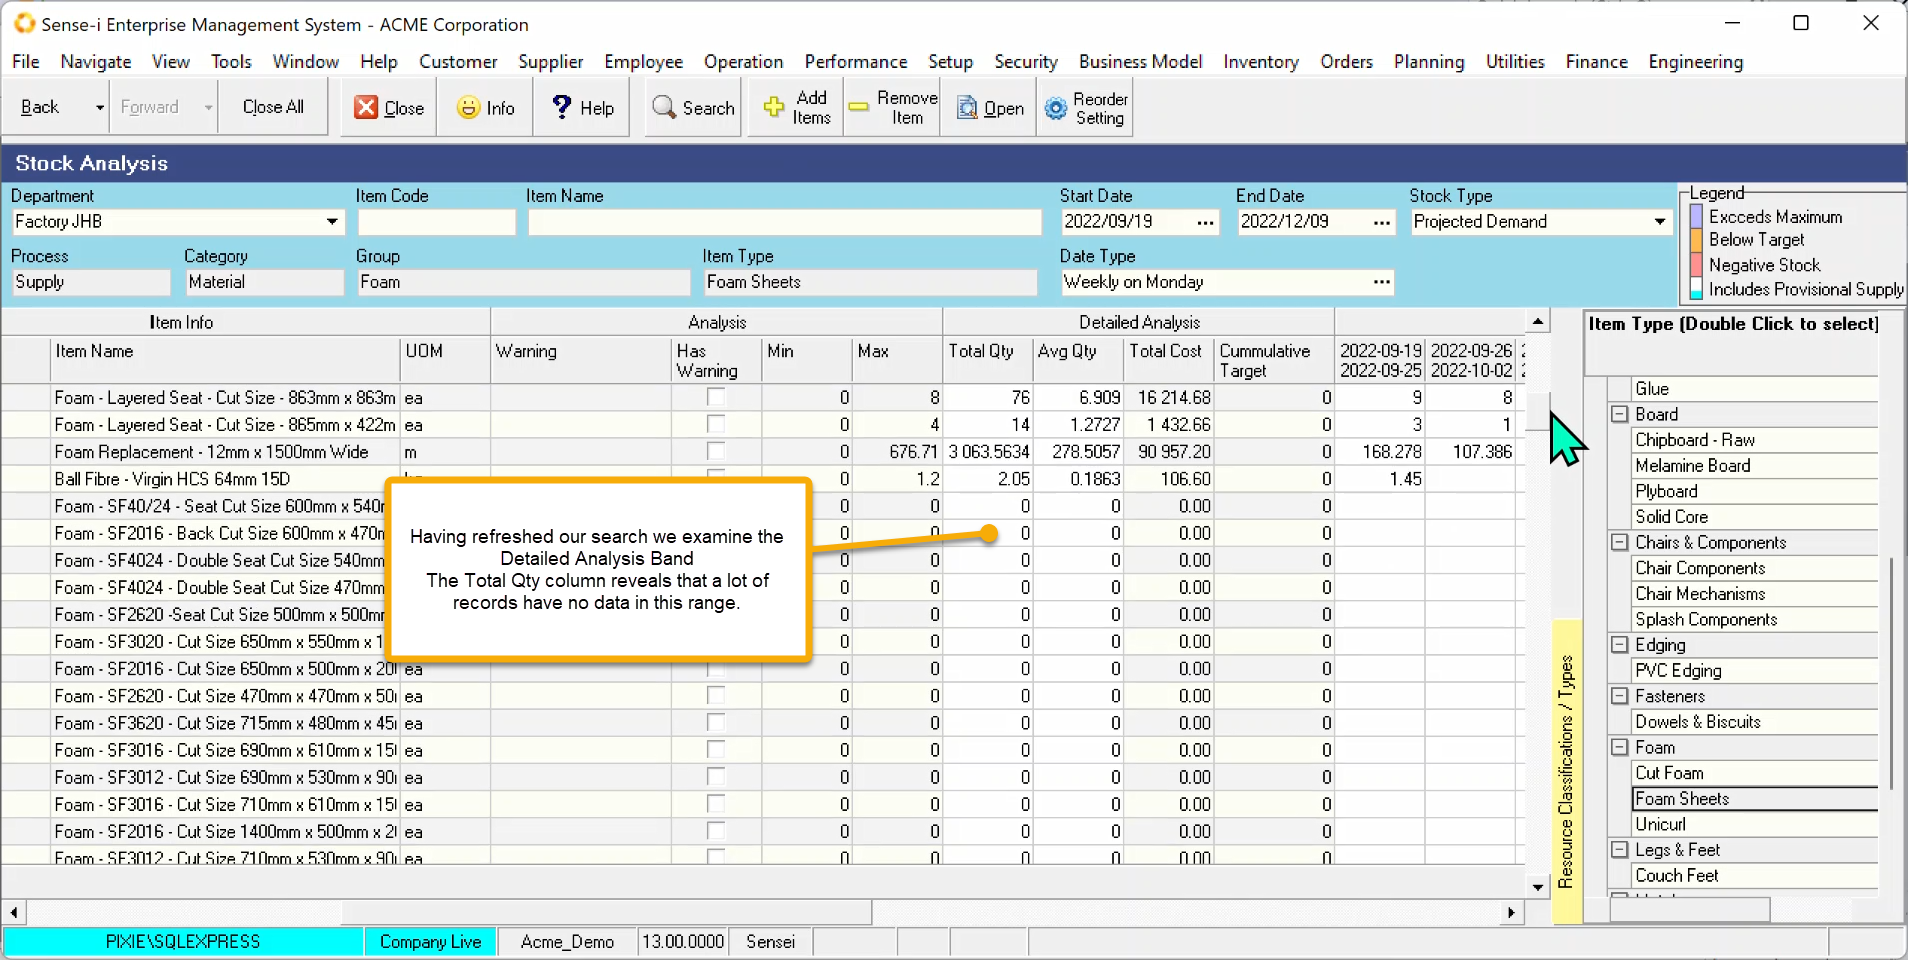 Sense-i Enterprise Management System - ACME Corporation
File Navigate View Tools Window Help Customer Supplier Employee Operation Performance Setup Security Business Model Inventory Orders Planning Utilities Finance Engineering
Back Forward Close All Close Info Help Search Add Items Remove Item Open Reorder Setting
Stock Analysis
Department Item Code Item Name Start Date End Date Stock Type
Factory JHB 2022/09/19 ... 2022/12/09 ... Projected Demand
Process Category Group Item Type Date Type
Supply Material Foam Foam Sheets Weekly on Monday ...
Legend
Excceds Maximum
Below Target
Negative Stock
Includes Provisional Supply
Item Info Analysis Detailed Analysis
Item Name UOM Warning Has Warning Min Max Total Qty Avg Qty Total Cost Cummulative Target 2022-09-19 2022-09-25 2022-09-26 2022-10-02
Foam - Layered Seat - Cut Size - 863mm x 863m ea 0 8 76 6.909 16 214.68 0 9 8
Foam - Layered Seat - Cut Size - 865mm x 422m ea 0 4 14 1.2727 1 432.66 0 3 1
Foam Replacement - 12mm x 1500mm Wide m 0 676.71 3 063.5634 278.5057 90 957.20 0 168.278 107.386
Ball Fibre - Virgin HCS 64mm 15D 0 1.2 2.05 0.1863 106.60 0 1.45
Foam - SF40/24 - Seat Cut Size 600mm x 540m 0 0 0 0 0.00 0
Foam - SF2016 - Back Cut Size 600mm x 470m 0 0 0 0 0.00 0
Foam - SF4024 - Double Seat Cut Size 540mm 0 0 0 0 0.00 0
Foam - SF4024 - Double Seat Cut Size 470mm 0 0 0 0 0.00 0
Foam - SF2620 -Seat Cut Size 500mm x 500mm 0 0 0 0 0.00 0
Foam - SF3020 - Cut Size 650mm x 550mm x 1 0 0 0 0 0.00 0
Foam - SF2016 - Cut Size 650mm x 500mm x 20 ea 0 0 0 0 0.00 0
Foam - SF2620 - Cut Size 470mm x 470mm x 50 ea 0 0 0 0 0.00 0
Foam - SF3620 - Cut Size 715mm x 480mm x 45 ea 0 0 0 0 0.00 0
Foam - SF3016 - Cut Size 690mm x 610mm x 15 ea 0 0 0 0 0.00 0
Foam - SF3012 - Cut Size 690mm x 530mm x 90 ea 0 0 0 0 0.00 0
Foam - SF3016 - Cut Size 710mm x 610mm x 15 ea 0 0 0 0 0.00 0
Foam - SF2016 - Cut Size 1400mm x 500mm x 2 ea 0 0 0 0 0.00 0
Foam - SF3012 - Cut Size 710mm x 530mm x 90 ea 0 0 0 0 0.00 0
Having refreshed our search we examine the
Detailed Analysis Band
The Total Qty column reveals that a lot of
records have no data in this range.
Resource Classifications / Types
Item Type (Double Click to select)
Glue
Board
Chipboard - Raw
Melamine Board
Plyboard
Solid Core
Chairs & Components
Chair Components
Chair Mechanisms
Splash Components
Edging
PVC Edging
Fasteners
Dowels & Biscuits
Foam
Cut Foam
Foam Sheets
Unicurl
Legs & Feet
Couch Feet
PIXIE\SQLEXPRESS Company Live Acme_Demo 13.00.0000 Sensei